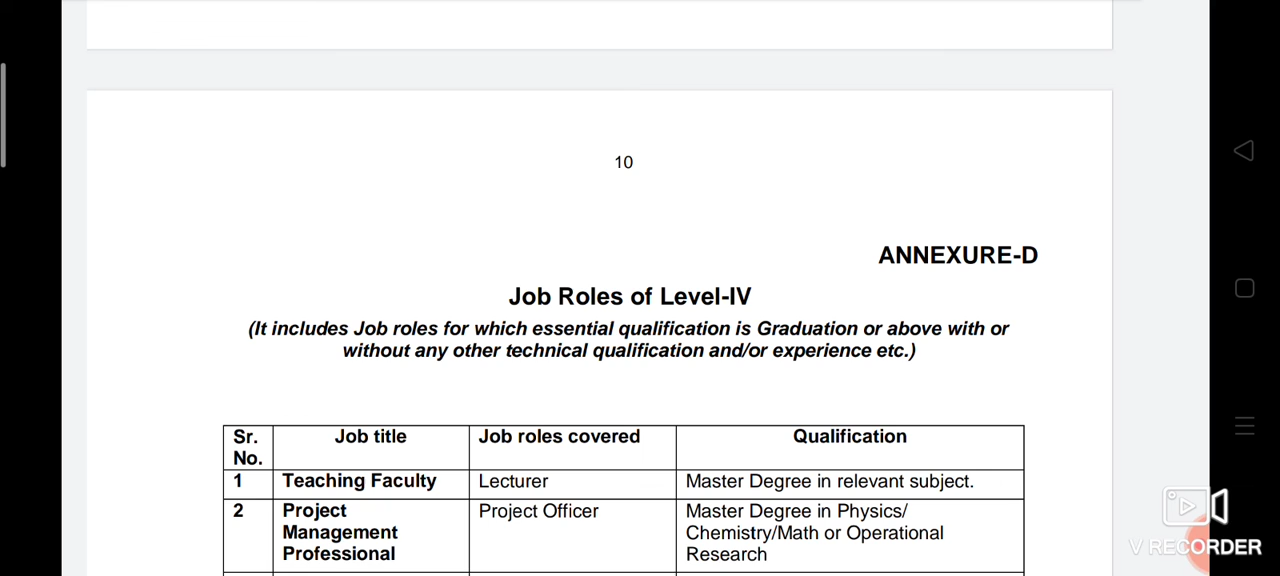 10
ANNEXURE-D
Job Roles of Level-IV
(It includes Job roles for which essential qualification is Graduation or above with or
without any other technical qualification and/or experience etc.)
Sr. No. Job title Job roles covered Qualification
1 Teaching Faculty Lecturer Master Degree in relevant subject.
2 Project Project Officer Master Degree in Physics/
Management Chemistry/Math or Operational
Professional Research
V RECORDER